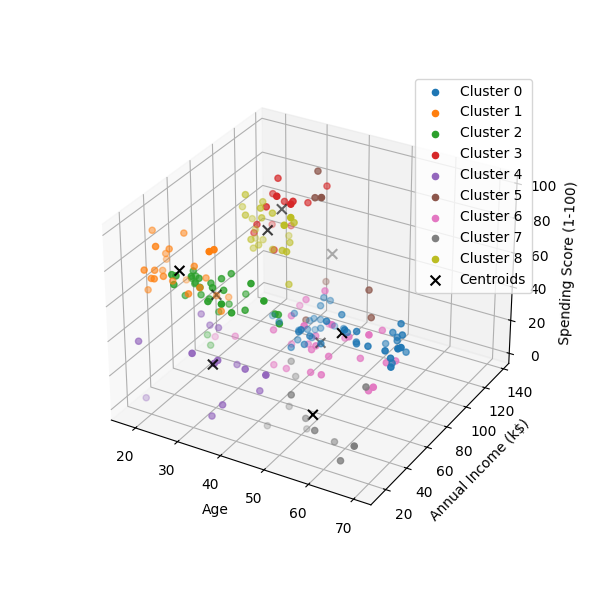 Cluster 0
Cluster 1
Cluster 2
Cluster 3
Cluster 4
Cluster 5
Cluster 6
Cluster 7
Cluster 8
Centroids
20
30
40
50
60
70
Age
20
40
60
80
100
120
140
Annual Income (k$)
0
20
40
60
80
100
Spending Score (1-100)